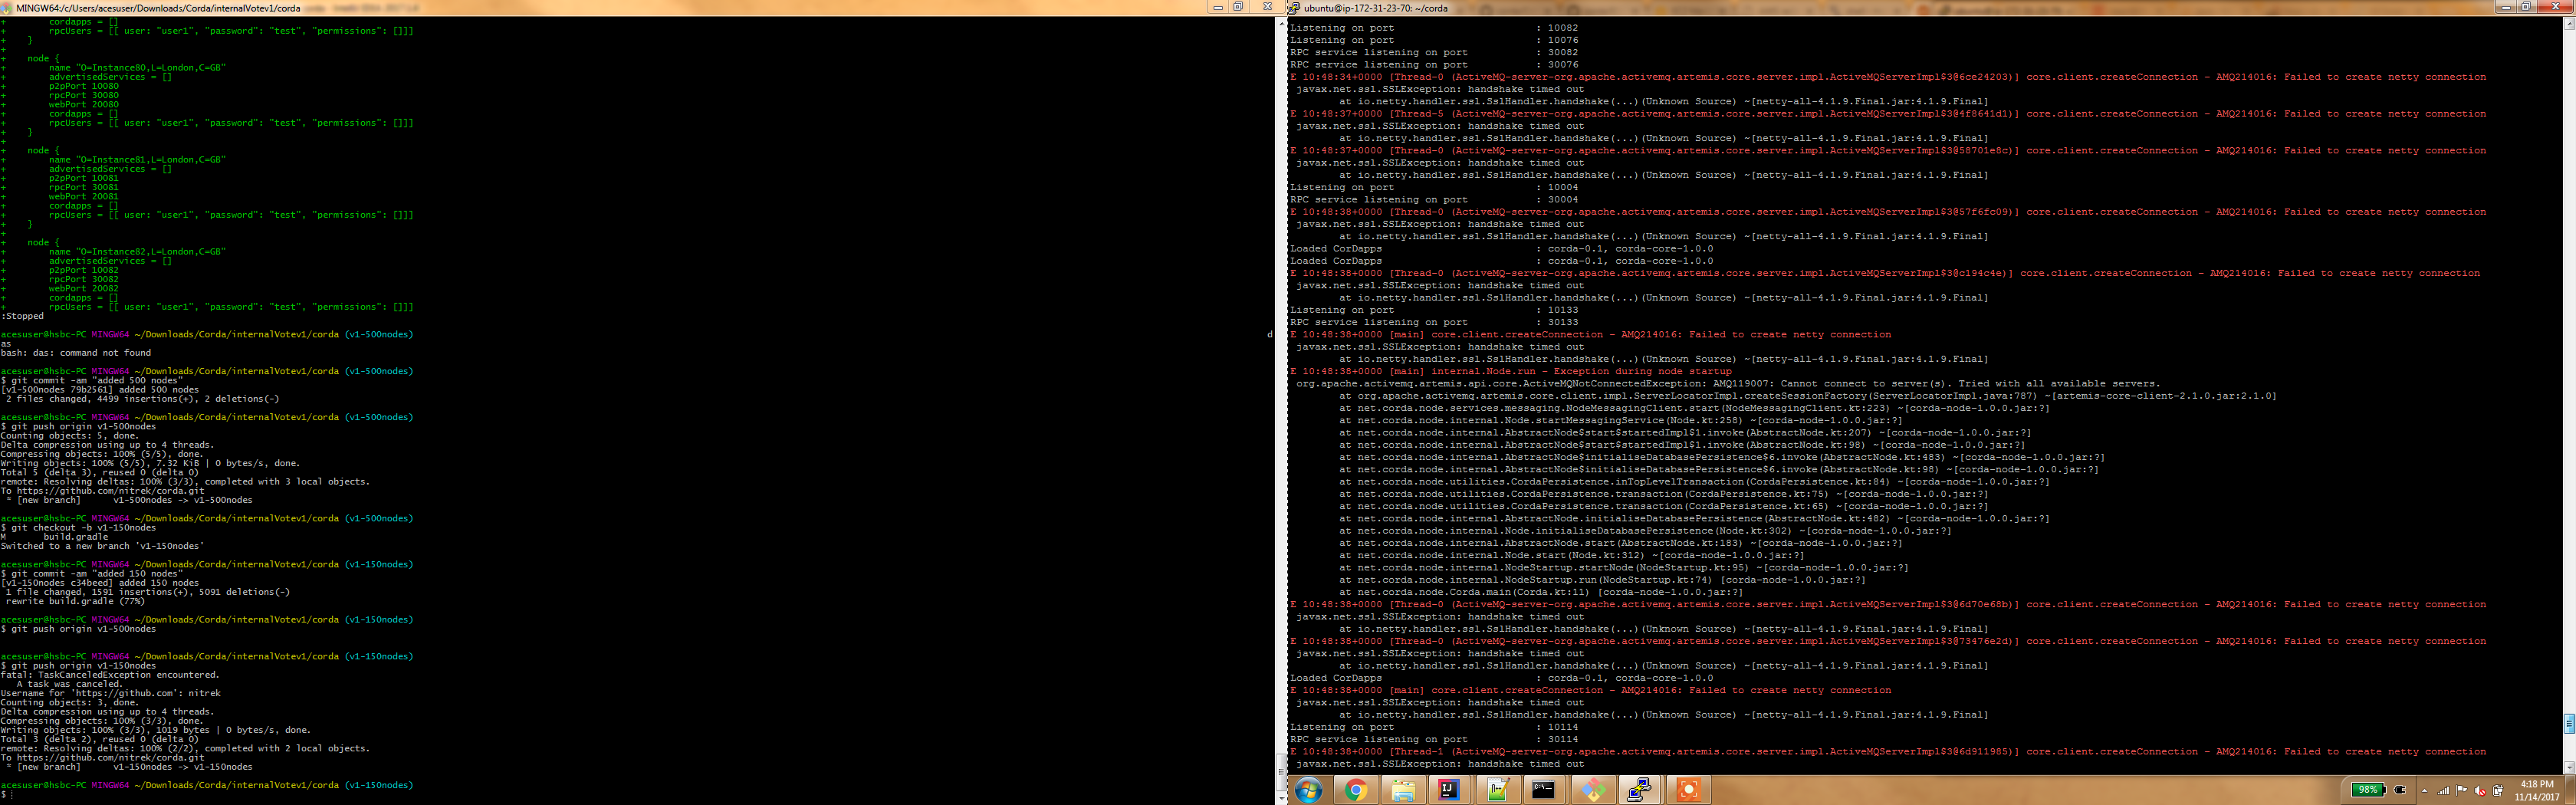 MINGW64:/c/Users/acesuser/Downloads/Corda/internalVotev1/corda
+        cordapps = []
+        rpcUsers = [[ user: "user1", "password": "test", "permissions": []]]
+    }
+
+    node {
+        name "O=Instance80,L=London,C=GB"
+        advertisedServices = []
+        p2pPort 10080
+        rpcPort 30080
+        webPort 20080
+        cordapps = []
+        rpcUsers = [[ user: "user1", "password": "test", "permissions": []]]
+    }
+
+    node {
+        name "O=Instance81,L=London,C=GB"
+        advertisedServices = []
+        p2pPort 10081
+        rpcPort 30081
+        webPort 20081
+        cordapps = []
+        rpcUsers = [[ user: "user1", "password": "test", "permissions": []]]
+    }
+
+    node {
+        name "O=Instance82,L=London,C=GB"
+        advertisedServices = []
+        p2pPort 10082
+        rpcPort 30082
+        webPort 20082
+        cordapps = []
+        rpcUsers = [[ user: "user1", "password": "test", "permissions": []]]
:Stopped
acesuser@hsbc-PC MINGW64 ~/Downloads/Corda/internalVotev1/corda (v1-500nodes)
d
as
bash: das: command not found
acesuser@hsbc-PC MINGW64 ~/Downloads/Corda/internalVotev1/corda (v1-500nodes)
$ git commit -am "added 500 nodes"
[v1-500nodes 79b2561] added 500 nodes
 2 files changed, 4499 insertions(+), 2 deletions(-)
acesuser@hsbc-PC MINGW64 ~/Downloads/Corda/internalVotev1/corda (v1-500nodes)
$ git push origin v1-500nodes
Counting objects: 5, done.
Delta compression using up to 4 threads.
Compressing objects: 100% (5/5), done.
Writing objects: 100% (5/5), 7.32 KiB | 0 bytes/s, done.
Total 5 (delta 3), reused 0 (delta 0)
remote: Resolving deltas: 100% (3/3), completed with 3 local objects.
To https://github.com/nitrek/corda.git
 * [new branch]      v1-500nodes -> v1-500nodes
acesuser@hsbc-PC MINGW64 ~/Downloads/Corda/internalVotev1/corda (v1-500nodes)
$ git checkout -b v1-150nodes
M       build.gradle
Switched to a new branch 'v1-150nodes'
acesuser@hsbc-PC MINGW64 ~/Downloads/Corda/internalVotev1/corda (v1-150nodes)
$ git commit -am "added 150 nodes"
[v1-150nodes c34beed] added 150 nodes
 1 file changed, 1591 insertions(+), 5091 deletions(-)
 rewrite build.gradle (77%)
acesuser@hsbc-PC MINGW64 ~/Downloads/Corda/internalVotev1/corda (v1-150nodes)
$ git push origin v1-500nodes
acesuser@hsbc-PC MINGW64 ~/Downloads/Corda/internalVotev1/corda (v1-150nodes)
$ git push origin v1-150nodes
fatal: TaskCanceledException encountered.
   A task was canceled.
Username for 'https://github.com': nitrek
Counting objects: 3, done.
Delta compression using up to 4 threads.
Compressing objects: 100% (3/3), done.
Writing objects: 100% (3/3), 1019 bytes | 0 bytes/s, done.
Total 3 (delta 2), reused 0 (delta 0)
remote: Resolving deltas: 100% (2/2), completed with 2 local objects.
To https://github.com/nitrek/corda.git
 * [new branch]      v1-150nodes -> v1-150nodes
acesuser@hsbc-PC MINGW64 ~/Downloads/Corda/internalVotev1/corda (v1-150nodes)
$
ubuntu@ip-172-31-23-70: ~/corda
Listening on port                       : 10082
Listening on port                       : 10076
RPC service listening on port           : 30082
RPC service listening on port           : 30076
E 10:48:34+0000 [Thread-0 (ActiveMQ-server-org.apache.activemq.artemis.core.server.impl.ActiveMQServerImpl$3@6ce24203)] core.client.createConnection - AMQ214016: Failed to create netty connection
 javax.net.ssl.SSLException: handshake timed out
        at io.netty.handler.ssl.SslHandler.handshake(...)(Unknown Source) ~[netty-all-4.1.9.Final.jar:4.1.9.Final]
E 10:48:37+0000 [Thread-5 (ActiveMQ-server-org.apache.activemq.artemis.core.server.impl.ActiveMQServerImpl$3@4f8641d1)] core.client.createConnection - AMQ214016: Failed to create netty connection
 javax.net.ssl.SSLException: handshake timed out
        at io.netty.handler.ssl.SslHandler.handshake(...)(Unknown Source) ~[netty-all-4.1.9.Final.jar:4.1.9.Final]
E 10:48:37+0000 [Thread-0 (ActiveMQ-server-org.apache.activemq.artemis.core.server.impl.ActiveMQServerImpl$3@58701e8c)] core.client.createConnection - AMQ214016: Failed to create netty connection
 javax.net.ssl.SSLException: handshake timed out
        at io.netty.handler.ssl.SslHandler.handshake(...)(Unknown Source) ~[netty-all-4.1.9.Final.jar:4.1.9.Final]
Listening on port                       : 10004
RPC service listening on port           : 30004
E 10:48:38+0000 [Thread-0 (ActiveMQ-server-org.apache.activemq.artemis.core.server.impl.ActiveMQServerImpl$3@57f6fc09)] core.client.createConnection - AMQ214016: Failed to create netty connection
 javax.net.ssl.SSLException: handshake timed out
        at io.netty.handler.ssl.SslHandler.handshake(...)(Unknown Source) ~[netty-all-4.1.9.Final.jar:4.1.9.Final]
Loaded CorDapps                         : corda-0.1, corda-core-1.0.0
Loaded CorDapps                         : corda-0.1, corda-core-1.0.0
E 10:48:38+0000 [Thread-0 (ActiveMQ-server-org.apache.activemq.artemis.core.server.impl.ActiveMQServerImpl$3@c194c4e)] core.client.createConnection - AMQ214016: Failed to create netty connection
 javax.net.ssl.SSLException: handshake timed out
        at io.netty.handler.ssl.SslHandler.handshake(...)(Unknown Source) ~[netty-all-4.1.9.Final.jar:4.1.9.Final]
Listening on port                       : 10133
RPC service listening on port           : 30133
E 10:48:38+0000 [main] core.client.createConnection - AMQ214016: Failed to create netty connection
 javax.net.ssl.SSLException: handshake timed out
        at io.netty.handler.ssl.SslHandler.handshake(...)(Unknown Source) ~[netty-all-4.1.9.Final.jar:4.1.9.Final]
E 10:48:38+0000 [main] internal.Node.run - Exception during node startup
 org.apache.activemq.artemis.api.core.ActiveMQNotConnectedException: AMQ119007: Cannot connect to server(s). Tried with all available servers.
        at org.apache.activemq.artemis.core.client.impl.ServerLocatorImpl.createSessionFactory(ServerLocatorImpl.java:787) ~[artemis-core-client-2.1.0.jar:2.1.0]
        at net.corda.node.services.messaging.NodeMessagingClient.start(NodeMessagingClient.kt:223) ~[corda-node-1.0.0.jar:?]
        at net.corda.node.internal.Node.startMessagingService(Node.kt:258) ~[corda-node-1.0.0.jar:?]
        at net.corda.node.internal.AbstractNode$start$startedImpl$1.invoke(AbstractNode.kt:207) ~[corda-node-1.0.0.jar:?]
        at net.corda.node.internal.AbstractNode$start$startedImpl$1.invoke(AbstractNode.kt:98) ~[corda-node-1.0.0.jar:?]
        at net.corda.node.internal.AbstractNode$initialiseDatabasePersistence$6.invoke(AbstractNode.kt:483) ~[corda-node-1.0.0.jar:?]
        at net.corda.node.internal.AbstractNode$initialiseDatabasePersistence$6.invoke(AbstractNode.kt:98) ~[corda-node-1.0.0.jar:?]
        at net.corda.node.utilities.CordaPersistence.inTopLevelTransaction(CordaPersistence.kt:84) ~[corda-node-1.0.0.jar:?]
        at net.corda.node.utilities.CordaPersistence.transaction(CordaPersistence.kt:75) ~[corda-node-1.0.0.jar:?]
        at net.corda.node.utilities.CordaPersistence.transaction(CordaPersistence.kt:65) ~[corda-node-1.0.0.jar:?]
        at net.corda.node.internal.AbstractNode.initialiseDatabasePersistence(AbstractNode.kt:482) ~[corda-node-1.0.0.jar:?]
        at net.corda.node.internal.Node.initialiseDatabasePersistence(Node.kt:302) ~[corda-node-1.0.0.jar:?]
        at net.corda.node.internal.AbstractNode.start(AbstractNode.kt:183) ~[corda-node-1.0.0.jar:?]
        at net.corda.node.internal.Node.start(Node.kt:312) ~[corda-node-1.0.0.jar:?]
        at net.corda.node.internal.NodeStartup.startNode(NodeStartup.kt:95) ~[corda-node-1.0.0.jar:?]
        at net.corda.node.internal.NodeStartup.run(NodeStartup.kt:74) [corda-node-1.0.0.jar:?]
        at net.corda.node.Corda.main(Corda.kt:11) [corda-node-1.0.0.jar:?]
E 10:48:38+0000 [Thread-0 (ActiveMQ-server-org.apache.activemq.artemis.core.server.impl.ActiveMQServerImpl$3@6d70e68b)] core.client.createConnection - AMQ214016: Failed to create netty connection
 javax.net.ssl.SSLException: handshake timed out
        at io.netty.handler.ssl.SslHandler.handshake(...)(Unknown Source) ~[netty-all-4.1.9.Final.jar:4.1.9.Final]
E 10:48:38+0000 [Thread-0 (ActiveMQ-server-org.apache.activemq.artemis.core.server.impl.ActiveMQServerImpl$3@73476e2d)] core.client.createConnection - AMQ214016: Failed to create netty connection
 javax.net.ssl.SSLException: handshake timed out
        at io.netty.handler.ssl.SslHandler.handshake(...)(Unknown Source) ~[netty-all-4.1.9.Final.jar:4.1.9.Final]
Loaded CorDapps                         : corda-0.1, corda-core-1.0.0
E 10:48:38+0000 [main] core.client.createConnection - AMQ214016: Failed to create netty connection
 javax.net.ssl.SSLException: handshake timed out
        at io.netty.handler.ssl.SslHandler.handshake(...)(Unknown Source) ~[netty-all-4.1.9.Final.jar:4.1.9.Final]
Listening on port                       : 10114
RPC service listening on port           : 30114
E 10:48:38+0000 [Thread-1 (ActiveMQ-server-org.apache.activemq.artemis.core.server.impl.ActiveMQServerImpl$3@6d911985)] core.client.createConnection - AMQ214016: Failed to create netty connection
 javax.net.ssl.SSLException: handshake timed out
98%
4:18 PM
11/14/2017